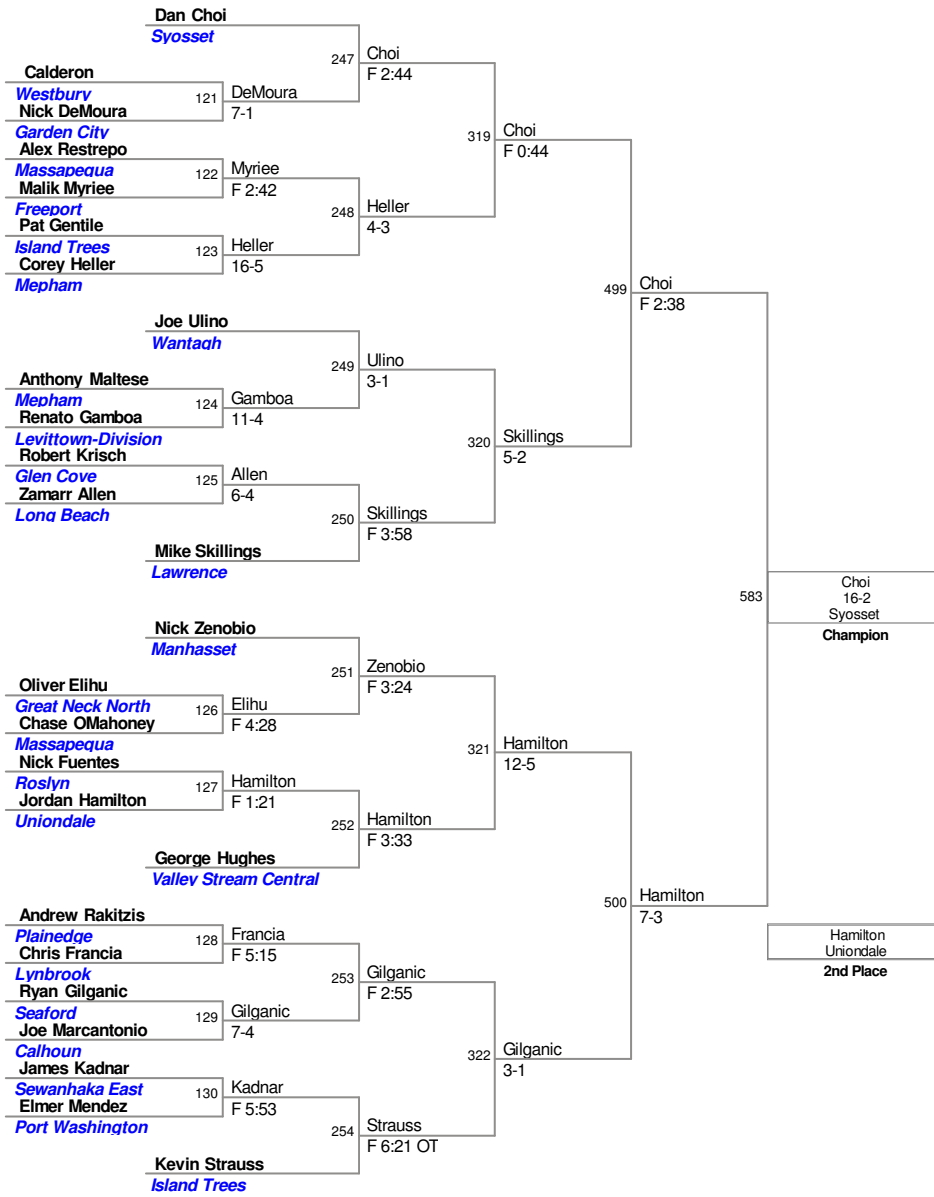 Dan Choi
Syosset
247
Choi
F 2:44
Calderon
Westbury
121
DeMoura
7-1
Nick DeMoura
Garden City
319
Choi
F 0:44
Alex Restrepo
Massapequa
122
Myriee
F 2:42
Malik Myriee
Freeport
248
Heller
4-3
Pat Gentile
Island Trees
123
Heller
16-5
Corey Heller
Mepham
499
Choi
F 2:38
Joe Ulino
Wantagh
249
Ulino
3-1
Anthony Maltese
Mepham
124
Gamboa
11-4
Renato Gamboa
Levittown-Division
320
Skillings
5-2
Robert Krisch
Glen Cove
125
Allen
6-4
Zamarr Allen
Long Beach
250
Skillings
F 3:58
Mike Skillings
Lawrence
583
Choi
16-2
Syosset
Champion
Nick Zenobio
Manhasset
251
Zenobio
F 3:24
Oliver Elihu
Great Neck North
126
Elihu
F 4:28
Chase OMahoney
Massapequa
321
Hamilton
12-5
Nick Fuentes
Roslyn
127
Hamilton
F 1:21
Jordan Hamilton
Uniondale
252
Hamilton
F 3:33
George Hughes
Valley Stream Central
500
Hamilton
7-3
Andrew Rakitzis
Plainedge
128
Francia
F 5:15
Chris Francia
Lynbrook
Hamilton
Uniondale
2nd Place
253
Gilganic
F 2:55
Ryan Gilganic
Seaford
129
Gilganic
7-4
Joe Marcantonio
Calhoun
322
Gilganic
3-1
James Kadnar
Sewanhaka East
130
Kadnar
F 5:53
Elmer Mendez
Port Washington
254
Strauss
F 6:21 OT
Kevin Strauss
Island Trees